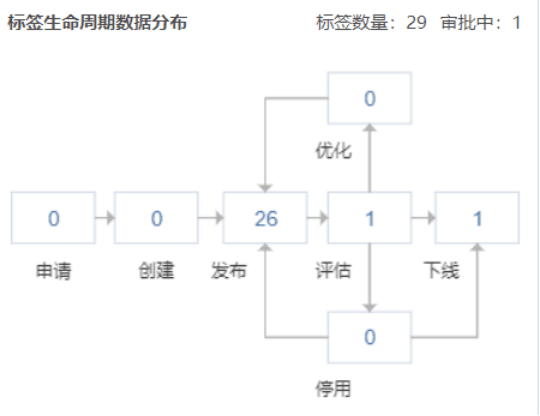 标签生命周期数据分布 标签数量：29 审批中：1
0
优化
0 0 26 1 1
申请 创建 发布 评估 下线
0
停用